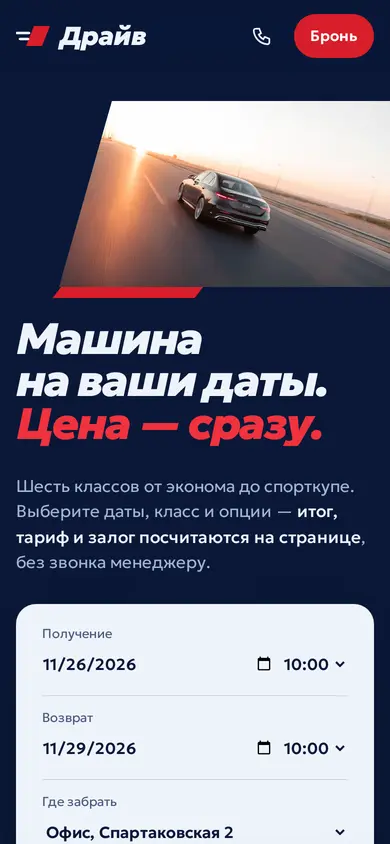 Драйв
Бронь
Машина
на ваши даты.
Цена — сразу.
Шесть классов от эконома до спорткупе.
Выберите даты, класс и опции — итог,
тариф и залог посчитаются на странице,
без звонка менеджеру.
Получение
11/26/2026 10:00
Возврат
11/29/2026 10:00
Где забрать
Офис, Спартаковская 2